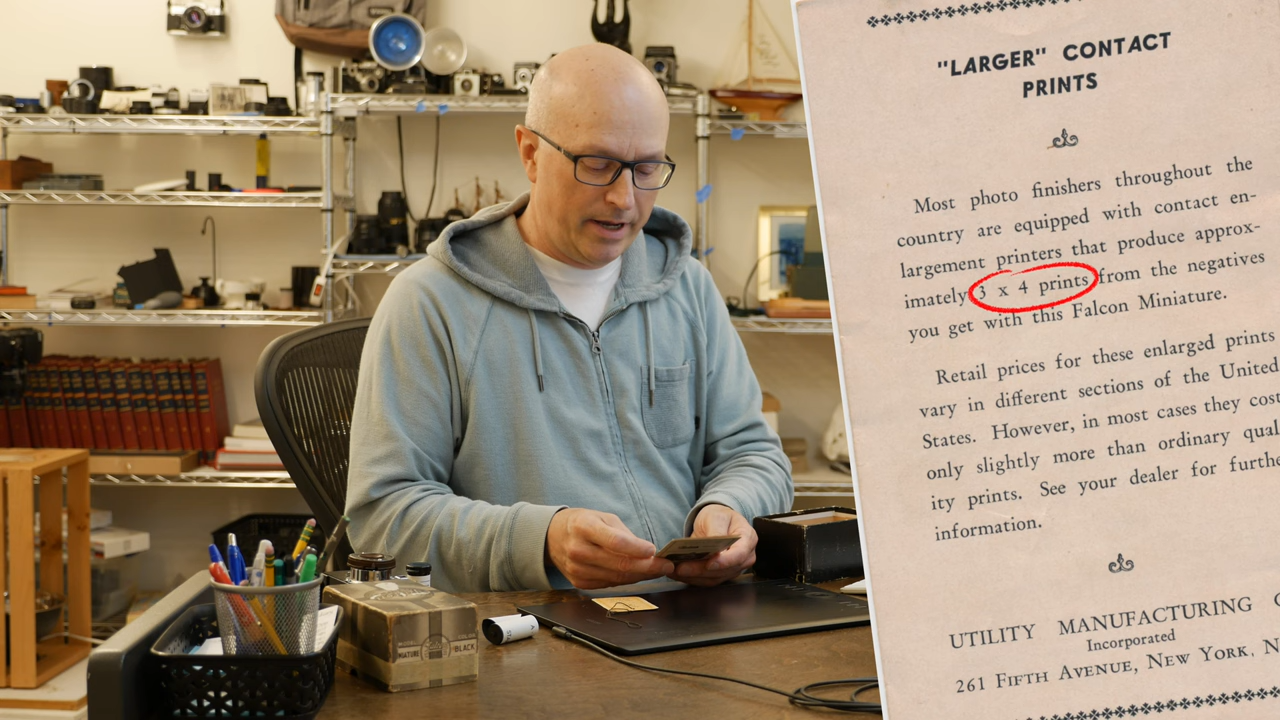 "LARGER" CONTACT
PRINTS
Most photo finishers throughout the
country are equipped with contact en-
largement printers that produce approx-
imately 3 x 4 prints from the negatives
you get with this Falcon Miniature.
Retail prices for these enlarged prints
vary in different sections of the United
States. However, in most cases they cost
only slightly more than ordinary qual
ity prints. See your dealer for furthe
information.
UTILITY MANUFACTURING C
Incorporated
261 FIFTH AVENUE, NEW YORK, N
MODEL
COLOR
BLACK